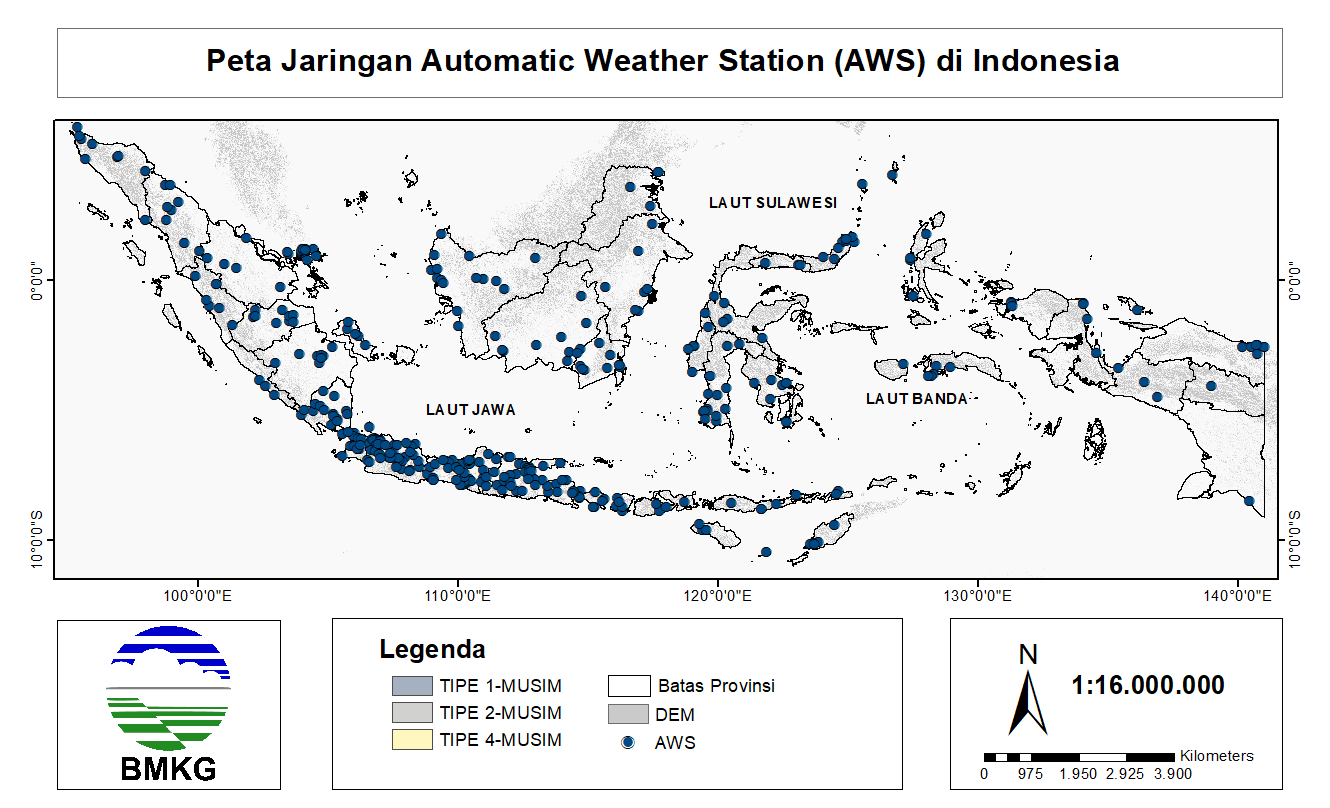 Peta Jaringan Automatic Weather Station (AWS) di Indonesia
LAUT SULAWESI
0°0'0"
0°0'0"
LAUT BANDA
LAUT JAWA
10°0'0"S
10°0'0"S
100°0'0"E
110°0'0"E
120°0'0"E
130°0'0"E
140°0'0"E
BMKG
Legenda
TIPE 1-MUSIM
TIPE 2-MUSIM
TIPE 4-MUSIM
Batas Provinsi
DEM
AWS
N
1:16.000.000
Kilometers
0 975 1.950 2.925 3.900